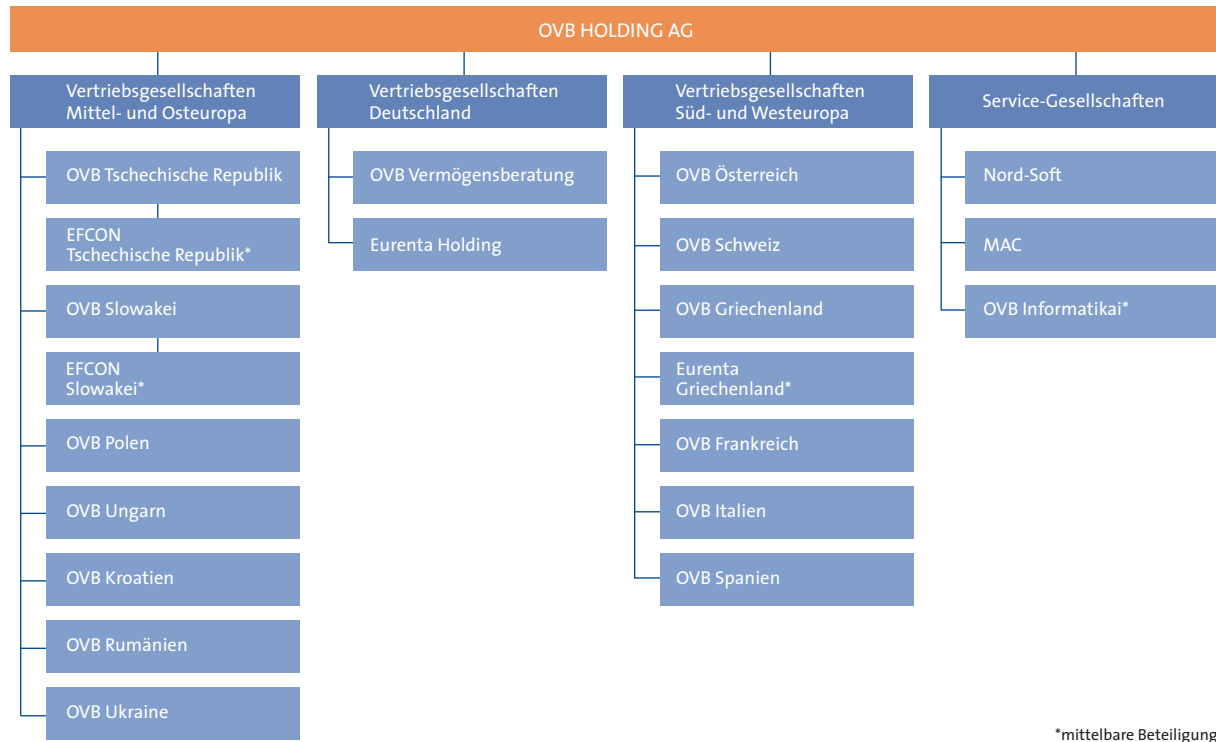 OVB HOLDING AG
Vertriebsgesellschaften
Mittel- und Osteuropa
OVB Tschechische Republik
EFCON
Tschechische Republik*
OVB Slowakei
EFCON
Slowakei*
OVB Polen
OVB Ungarn
OVB Kroatien
OVB Rumänien
OVB Ukraine
Vertriebsgesellschaften
Deutschland
OVB Vermögensberatung
Eurenta Holding
Vertriebsgesellschaften
Süd- und Westeuropa
OVB Österreich
OVB Schweiz
OVB Griechenland
Eurenta
Griechenland*
OVB Frankreich
OVB Italien
OVB Spanien
Service-Gesellschaften
Nord-Soft
MAC
OVB Informatikai*
*mittelbare Beteiligung